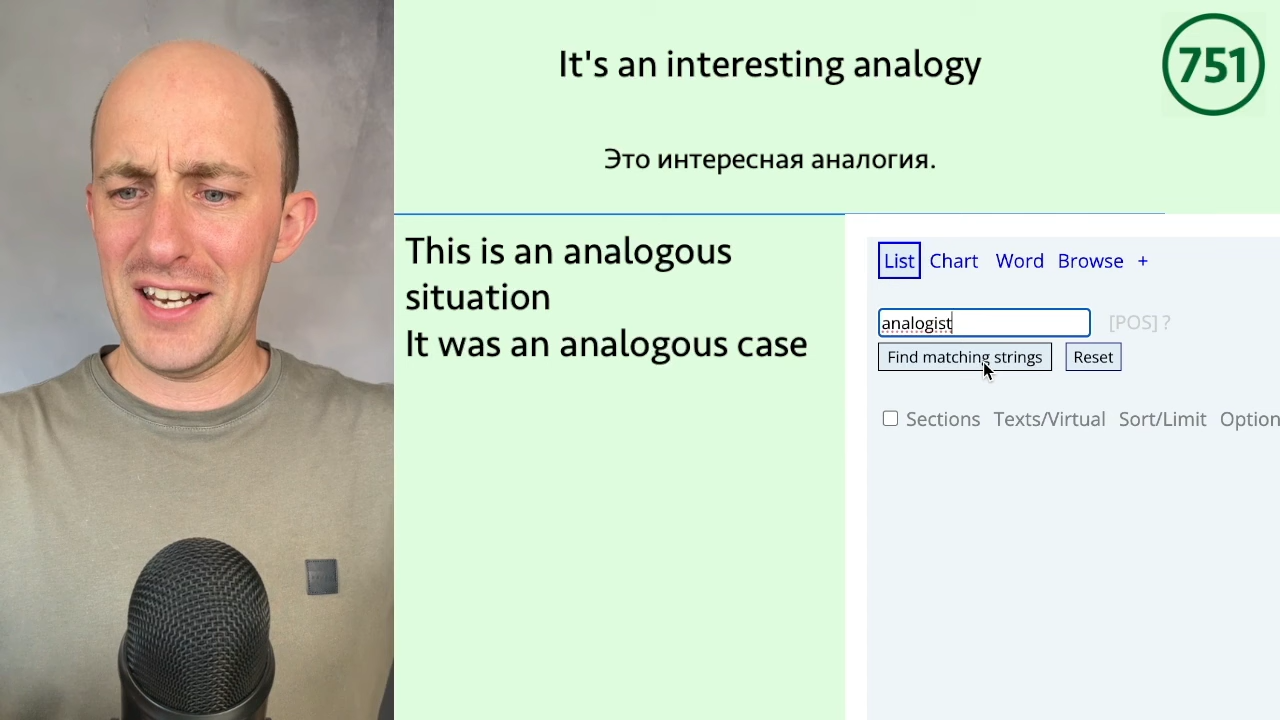 It's an interesting analogy
751
Это интересная аналогия.
This is an analogous
situation
It was an analogous case
List Chart Word Browse +
analogist [POS] ?
Find matching strings Reset
Sections Texts/Virtual Sort/Limit Option